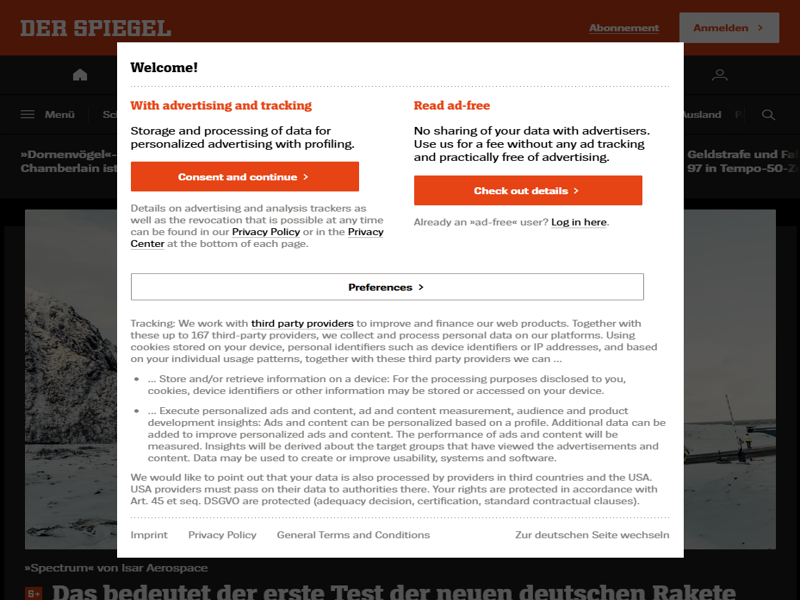 DER SPIEGEL
Abonnement
Anmelden
Menü
Sc
Ausland
»Dornenvögel«-
Chamberlain ist
Geldstrafe und Fa
97 in Tempo-50-Z
Welcome!
With advertising and tracking
Storage and processing of data for
personalized advertising with profiling.
Consent and continue
Details on advertising and analysis trackers as
well as the revocation that is possible at any time
can be found in our Privacy Policy or in the Privacy
Center at the bottom of each page.
Read ad-free
No sharing of your data with advertisers.
Use us for a fee without any ad tracking
and practically free of advertising.
Check out details
Already an »ad-free« user? Log in here.
Preferences
Tracking: We work with third party providers to improve and finance our web products. Together with
these up to 167 third-party providers, we collect and process personal data on our platforms. Using
cookies stored on your device, personal identifiers such as device identifiers or IP addresses, and based
on your individual usage patterns, together with these third party providers we can ...
• ... Store and/or retrieve information on a device: For the processing purposes disclosed to you,
cookies, device identifiers or other information may be stored or accessed on your device.
• ... Execute personalized ads and content, ad and content measurement, audience and product
development insights: Ads and content can be personalized based on a profile. Additional data can be
added to improve personalized ads and content. The performance of ads and content will be
measured. Insights will be derived about the target groups that have viewed the advertisements and
content. Data may be used to create or improve usability, systems and software.
We would like to point out that your data is also processed by providers in third countries and the USA.
USA providers must pass on their data to authorities there. Your rights are protected in accordance with
Art. 45 et seq. DSGVO are protected (adequacy decision, certification, standard contractual clauses).
Imprint Privacy Policy General Terms and Conditions Zur deutschen Seite wechseln
»Spectrum« von Isar Aerospace
S+ Das bedeutet der erste Test der neuen deutschen Rakete